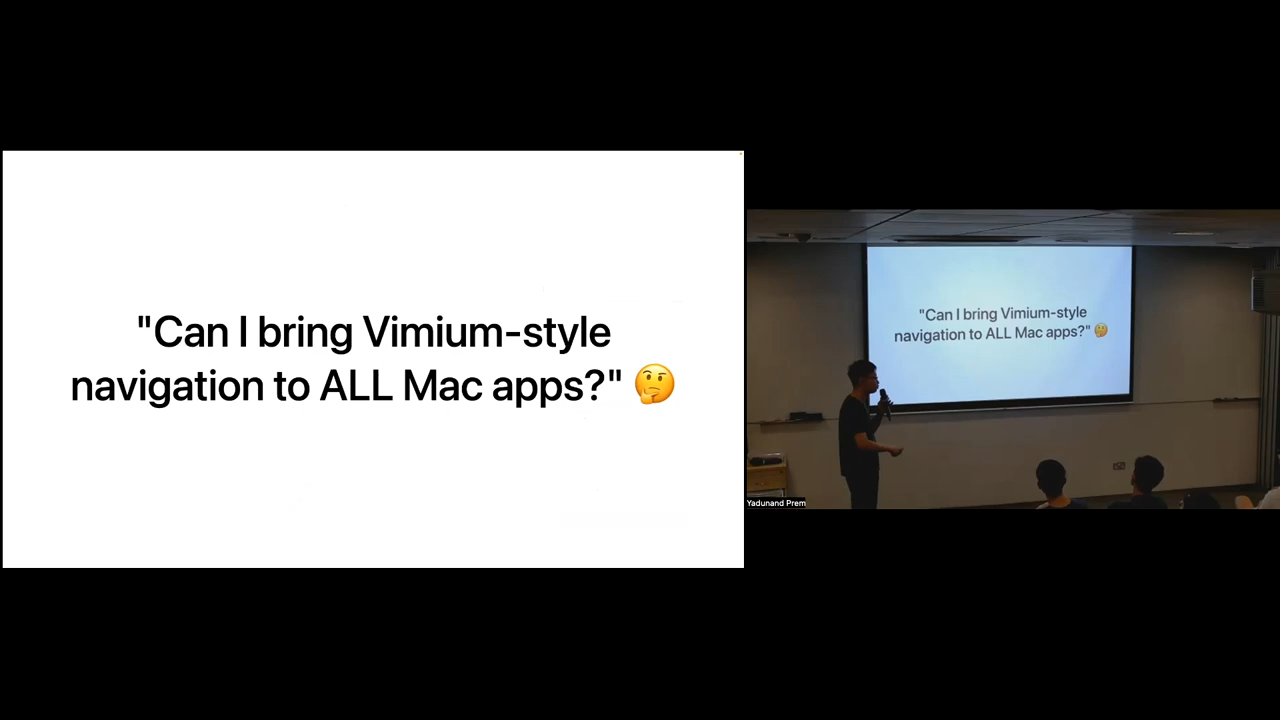 "Can I bring Vimium-style
navigation to ALL Mac apps?" 🤔
"Can I bring Vimium-style
navigation to ALL Mac apps?" 🤔
Yadunand Prem